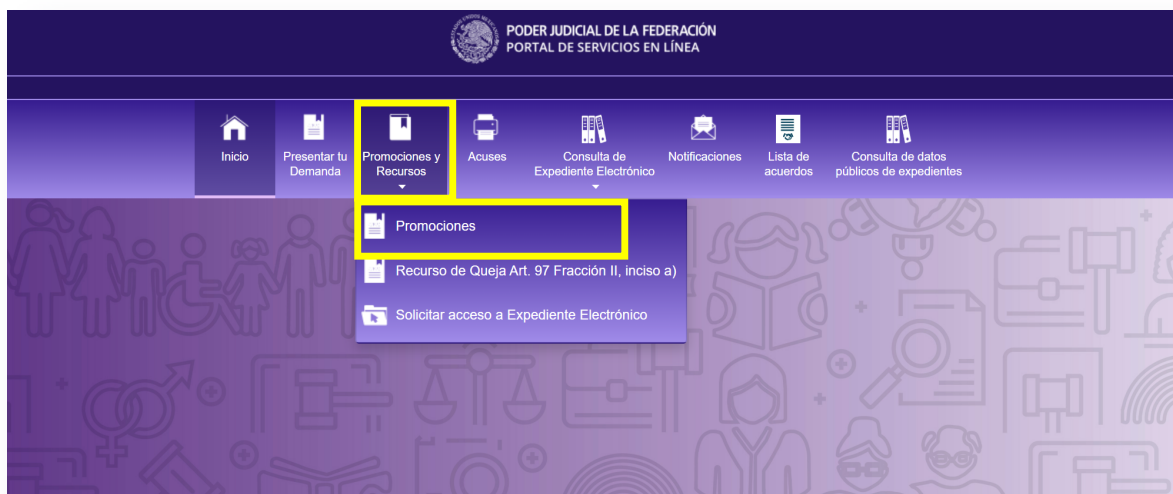 PODER JUDICIAL DE LA FEDERACIÓN
PORTAL DE SERVICIOS EN LÍNEA
Inicio
Presentar tu
Demanda
Promociones y
Recursos
Acuses
Consulta de
Expediente Electrónico
Notificaciones
Lista de
acuerdos
Consulta de datos
públicos de expedientes
Promociones
Recurso de Queja Art. 97 Fracción II, inciso a)
Solicitar acceso a Expediente Electrónico